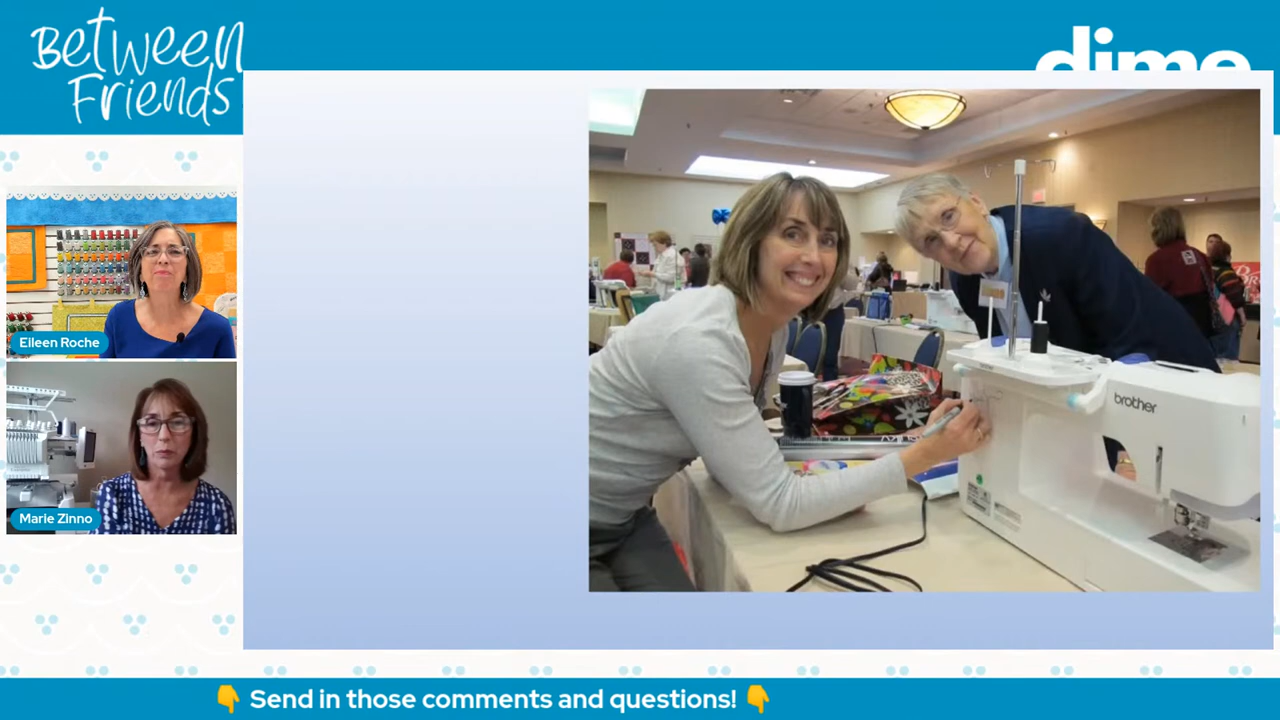 Between
Friends
dime
Eileen Roche
Marie Zinno
brother
👇 Send in those comments and questions! 👇